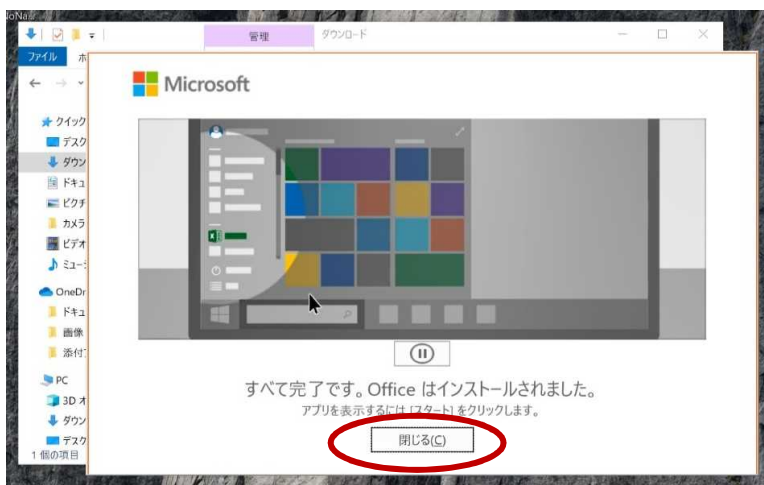 管理
ダウンロード
ファイル
ホ
Microsoft
クイック
デスク
ダウン
ドキュ
ピクチ
カメラ
ビデオ
ミュー
OneDr
ドキュ
画像
添付
PC
3D オ
ダウン
デスク
1 個の項目
すべて完了です。Office はインストールされました。
アプリを表示するには [スタート] をクリックします。
閉じる(C)